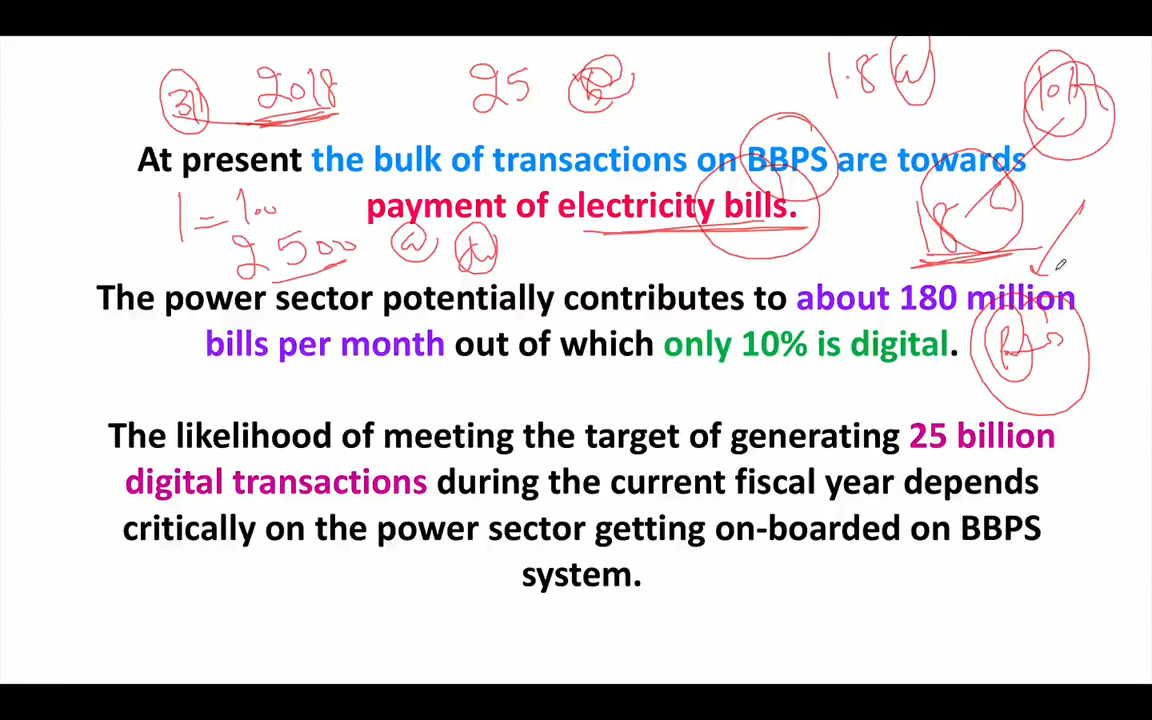 31 2018 25 1.8
At present the bulk of transactions on BBPS are towards
payment of electricity bills.
1 = 100
2500
18
The power sector potentially contributes to about 180 million
bills per month out of which only 10% is digital.
The likelihood of meeting the target of generating 25 billion
digital transactions during the current fiscal year depends
critically on the power sector getting on-boarded on BBPS
system.